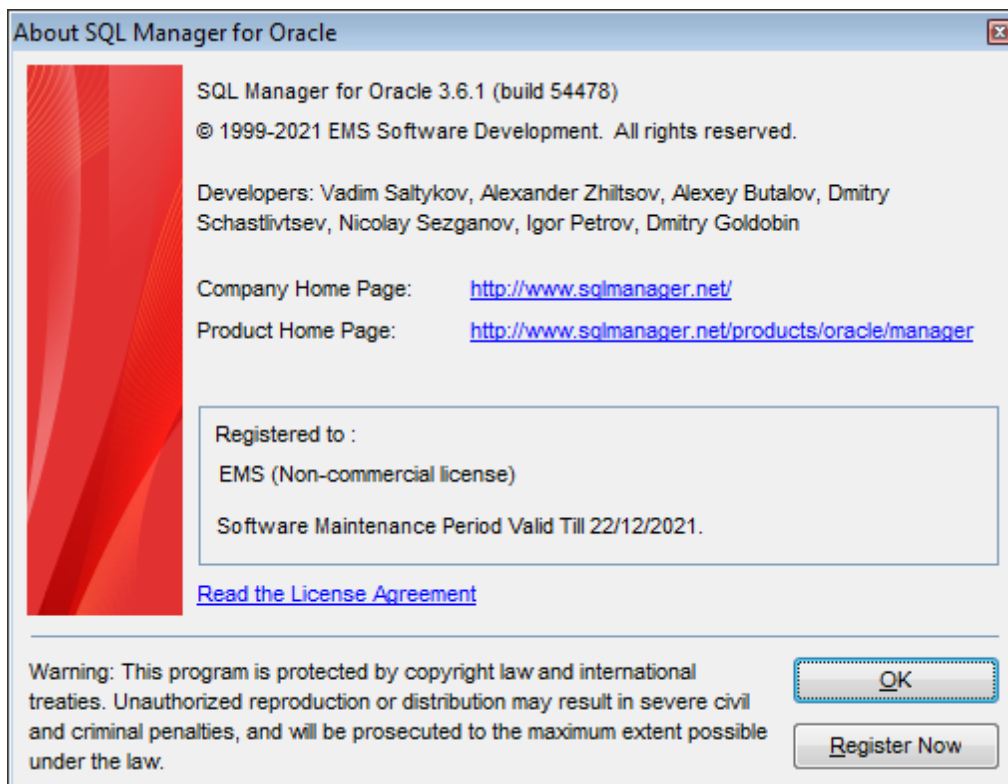 About SQL Manager for Oracle
SQL Manager for Oracle 3.6.1 (build 54478)
© 1999-2021 EMS Software Development. All rights reserved.
Developers: Vadim Saltykov, Alexander Zhiltsov, Alexey Butalov, Dmitry
Schastlivtsev, Nicolay Sezganov, Igor Petrov, Dmitry Goldobin
Company Home Page: http://www.sqlmanager.net/
Product Home Page: http://www.sqlmanager.net/products/oracle/manager
Registered to :
EMS (Non-commercial license)
Software Maintenance Period Valid Till 22/12/2021.
Read the License Agreement
Warning: This program is protected by copyright law and international
treaties. Unauthorized reproduction or distribution may result in severe civil
and criminal penalties, and will be prosecuted to the maximum extent possible
under the law.
OK
Register Now